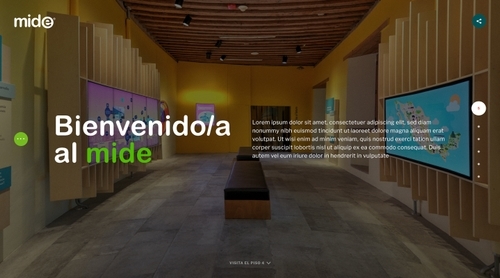 mide
Bienvenido/a
al mide
Lorem ipsum dolor sit amet, consectetuer adipiscing elit, sed diam
nonummy nibh euismod tincidunt ut laoreet dolore magna aliquam erat
volutpat. Ut wisi enim ad minim veniam, quis nostrud exerci tation
ullamcorper suscipit lobortis nisl ut aliquip ex ea commodo consequat. Duis
autem vel eum iriure dolor in hendrerit in vulputate
VISITA EL PISO 4